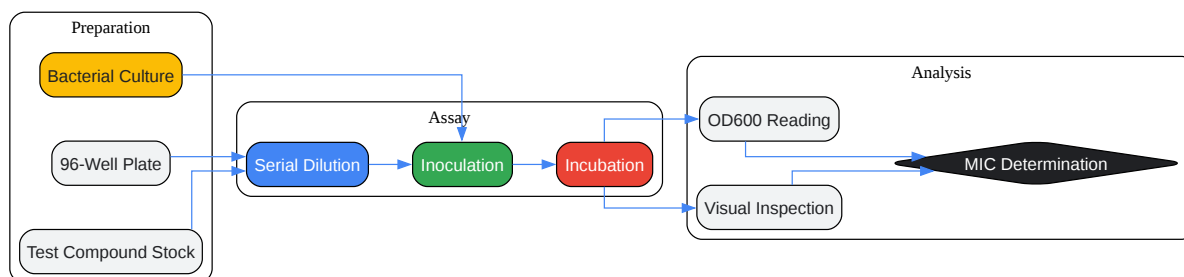 Preparation
Bacterial Culture
96-Well Plate
Test Compound Stock
Assay
Serial Dilution
Inoculation
Incubation
Analysis
OD600 Reading
Visual Inspection
MIC Determination